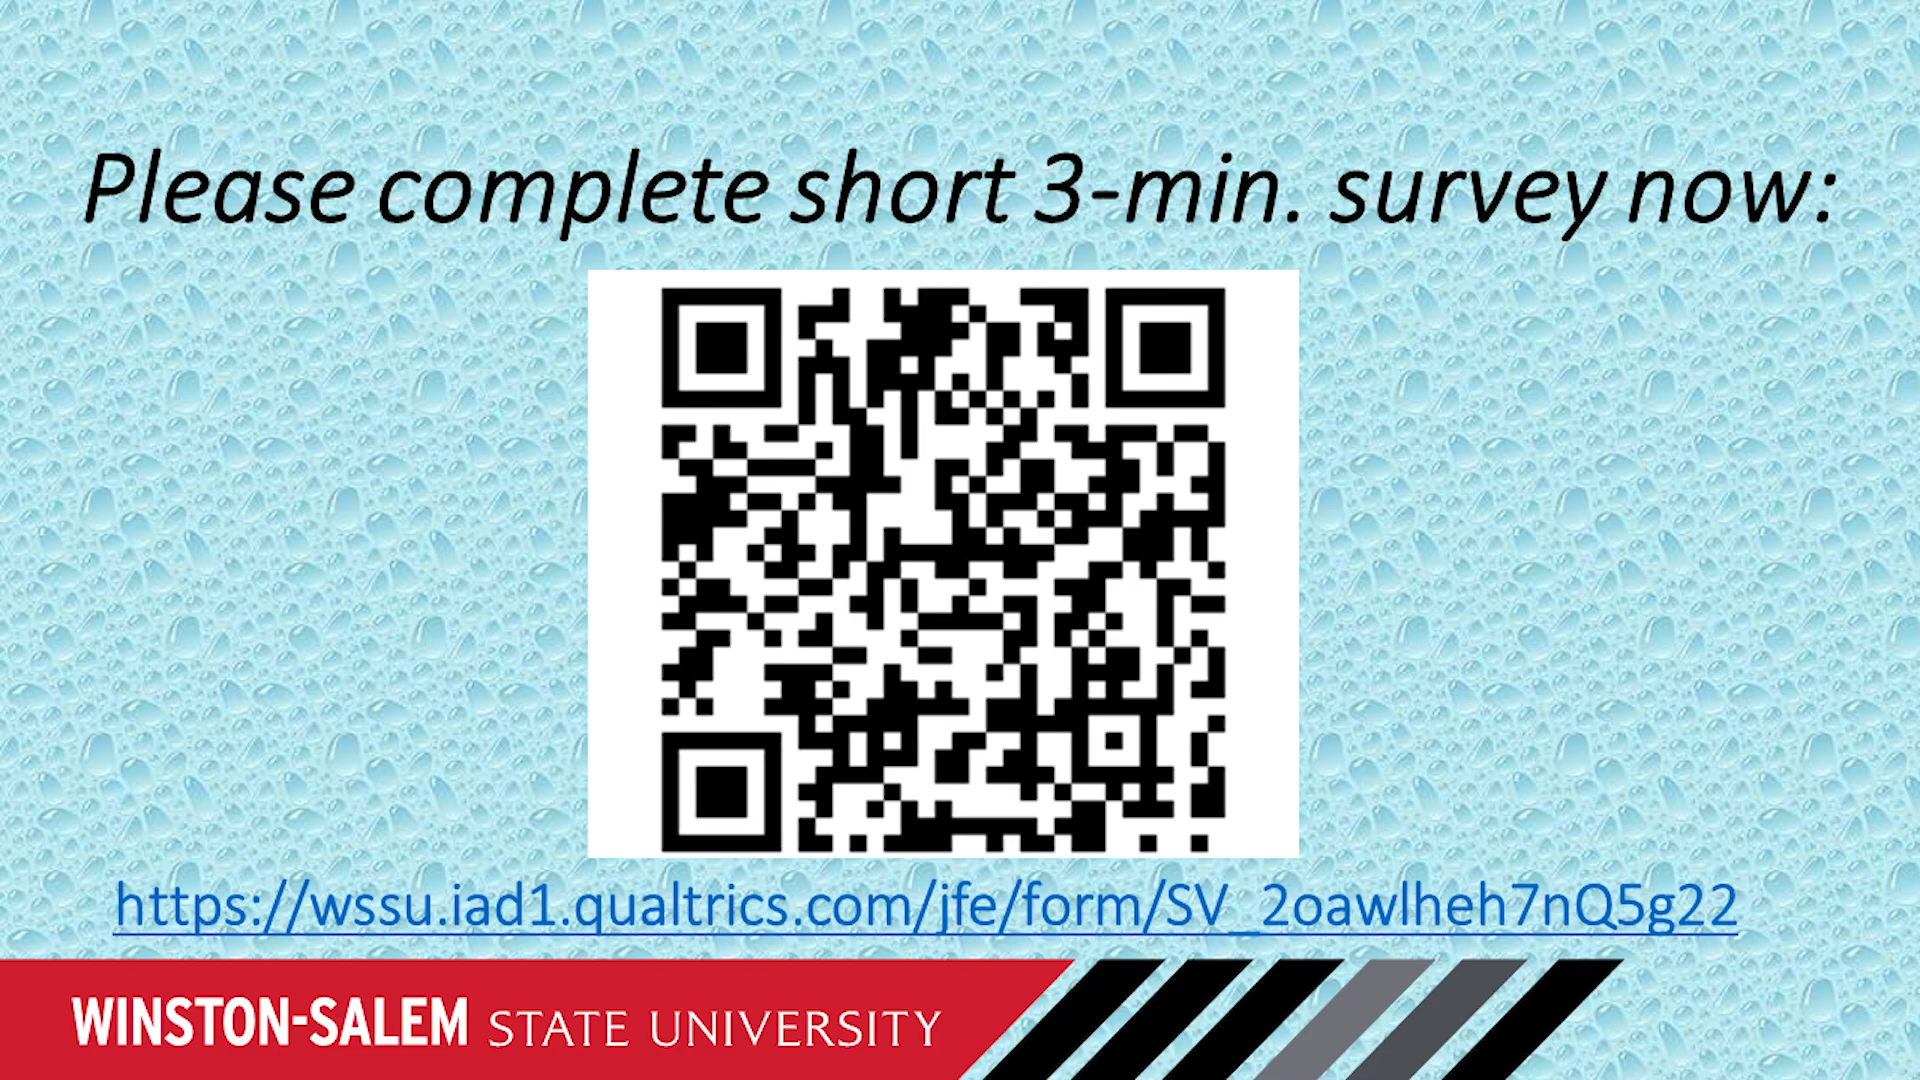 Please complete short 3-min. survey now:
https://wssu.iad1.qualtrics.com/jfe/form/SV_2oawlheh7nQ5g22
WINSTON-SALEM STATE UNIVERSITY